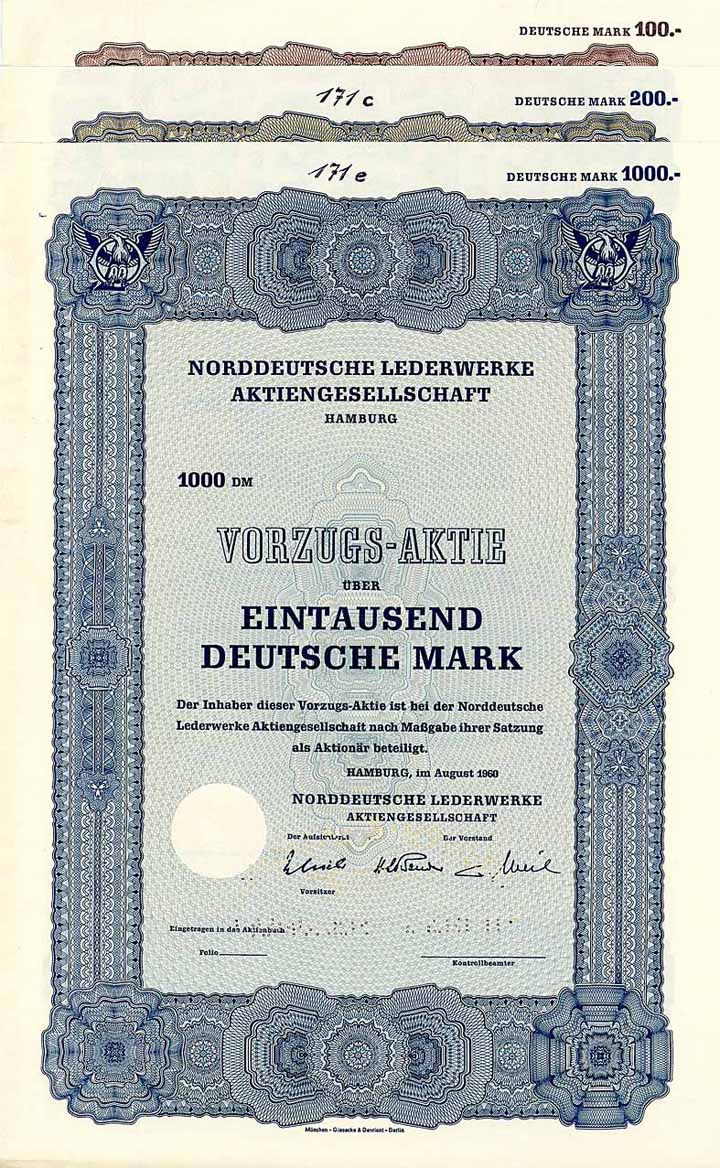 DEUTSCHE MARK 100.-
171 c
DEUTSCHE MARK 200.-
171 e
DEUTSCHE MARK 1000.-
NORDDEUTSCHE LEDERWERKE
AKTIENGESELLSCHAFT
HAMBURG
1000 DM
VORZUGS-AKTIE
ÜBER
EINTAUSEND
DEUTSCHE MARK
Der Inhaber dieser Vorzugs-Aktie ist bei der Norddeutsche
Lederwerke Aktiengesellschaft nach Maßgabe ihrer Satzung
als Aktionär beteiligt.
HAMBURG, im August 1960
NORDDEUTSCHE LEDERWERKE
AKTIENGESELLSCHAFT
Der Aufsichtsrat Der Vorstand
Vorsitzer
Eingetragen in das Aktienbuch
Folio
Kontrollbeamter
München - Giesecke & Devrient - Berlin